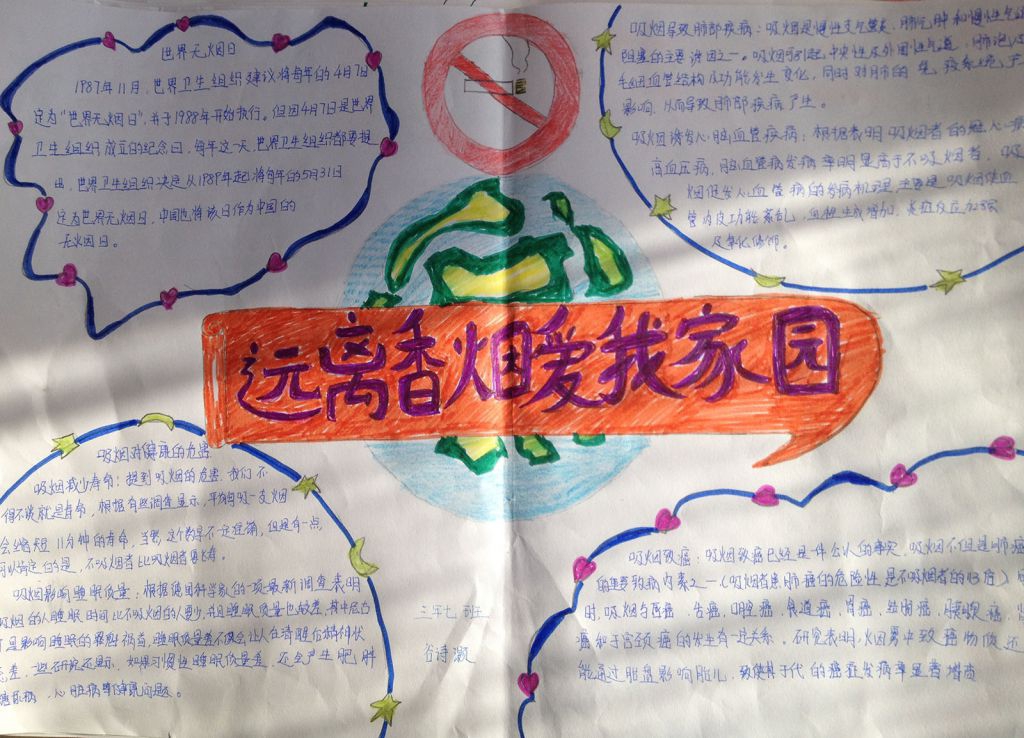 世界无烟日
1987年11月,世界卫生组织建议将每年的4月7日
定为“世界无烟日”,并于1988年开始执行。但因4月7日是世界
卫生组织成立的纪念日,每年这一天,世界卫生组织都要提
出,世界卫生组织决定从1989年起将每年的5月31日
定为世界无烟日,中国也将该日作为中国的
无烟日。
吸烟导致肺部疾病:吸烟是慢性支气管炎、肺气肿和慢性气道
阻塞的主要诱因之一。吸烟可引起中央性及外围性气道、肺泡及
毛细血管结构及功能发生变化,同时对肺的免疫系统产
影响,从而导致肺部疾病产生。
吸烟诱发心脑血管疾病:根据表明吸烟者的冠心病
高血压病、脑血管病发病率明显高于不吸烟者。吸
烟促发心血管病的发病机理主要是吸烟使血
管内皮功能紊乱,血栓生成增加,炎症反应加强
及氧化修饰。
远离香烟爱我家园
吸烟对健康的危害
吸烟减少寿命:提到吸烟的危害,我们不
得不谈就是寿命,根据有些调查显示,平均每吸一支烟
会缩短11分钟的寿命,当然,这个数字不一定准确,但是有一点
可以肯定的是,不吸烟者比吸烟者要长寿。
吸烟影响睡眠质量:根据德国科学家的一项最新调查表明
吸烟的人睡眠时间比不吸烟的人要少,且睡眠质量也较差,其中尼古
丁是影响睡眠的罪魁祸首,睡眠质量差不仅会让人在清醒后精神状
态差,一些研究还显示,如果习惯性睡眠质量差,还会产生肥胖
糖尿病,心脏病等健康问题。
三年七班
谷诗灏
吸烟致癌:吸烟致癌已经是一件公认的事实,吸烟不但是肺癌
的重要致病因素之一(吸烟者患肺癌的危险性是不吸烟者的13倍)
时,吸烟与唇癌、舌癌、口腔癌、食道癌、胃癌、结肠癌、胰腺癌、肾
癌和子宫颈癌的发生有一定关系。研究表明,烟雾中致癌物质还
能通过胎盘影响胎儿,致使其子代的癌症发病率显著增高